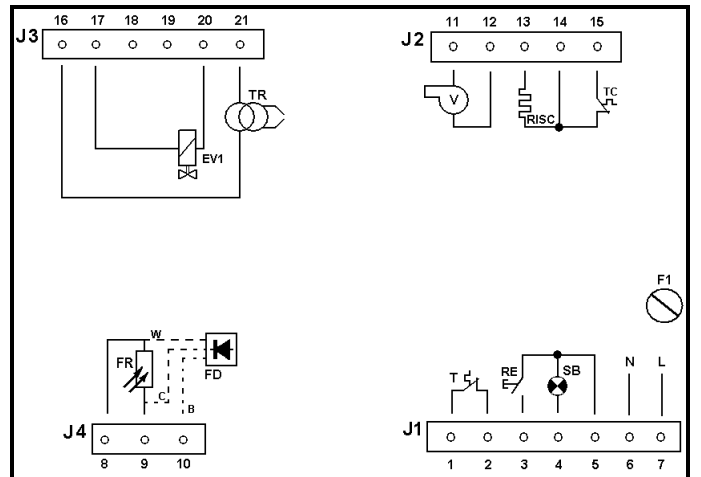 16 17 18 19 20 21
J3
11 12 13 14 15
J2
TR
V
RISC
TC
EV1
F1
W
FR
FD
C
B
J4
8 9 10
T
RE
SB
N
L
J1
1 2 3 4 5 6 7